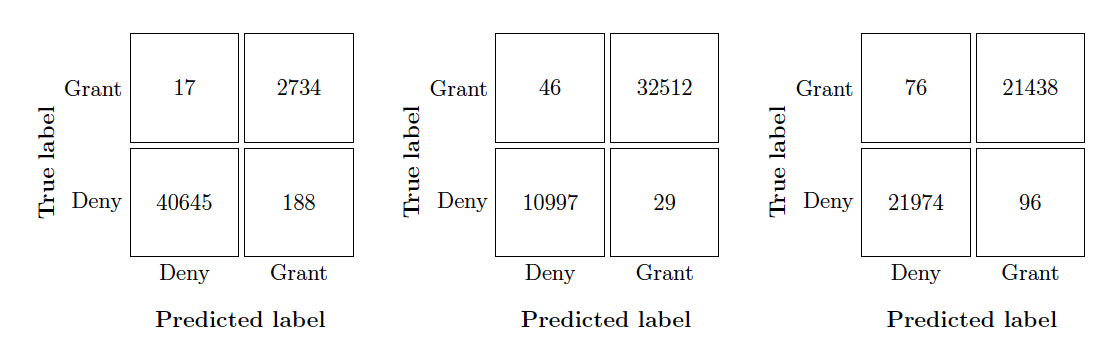 Grant 17 2734
Deny 40645 188
Deny Grant
Predicted label
True label
Grant 46 32512
Deny 10997 29
Deny Grant
Predicted label
True label
Grant 76 21438
Deny 21974 96
Deny Grant
Predicted label
True label